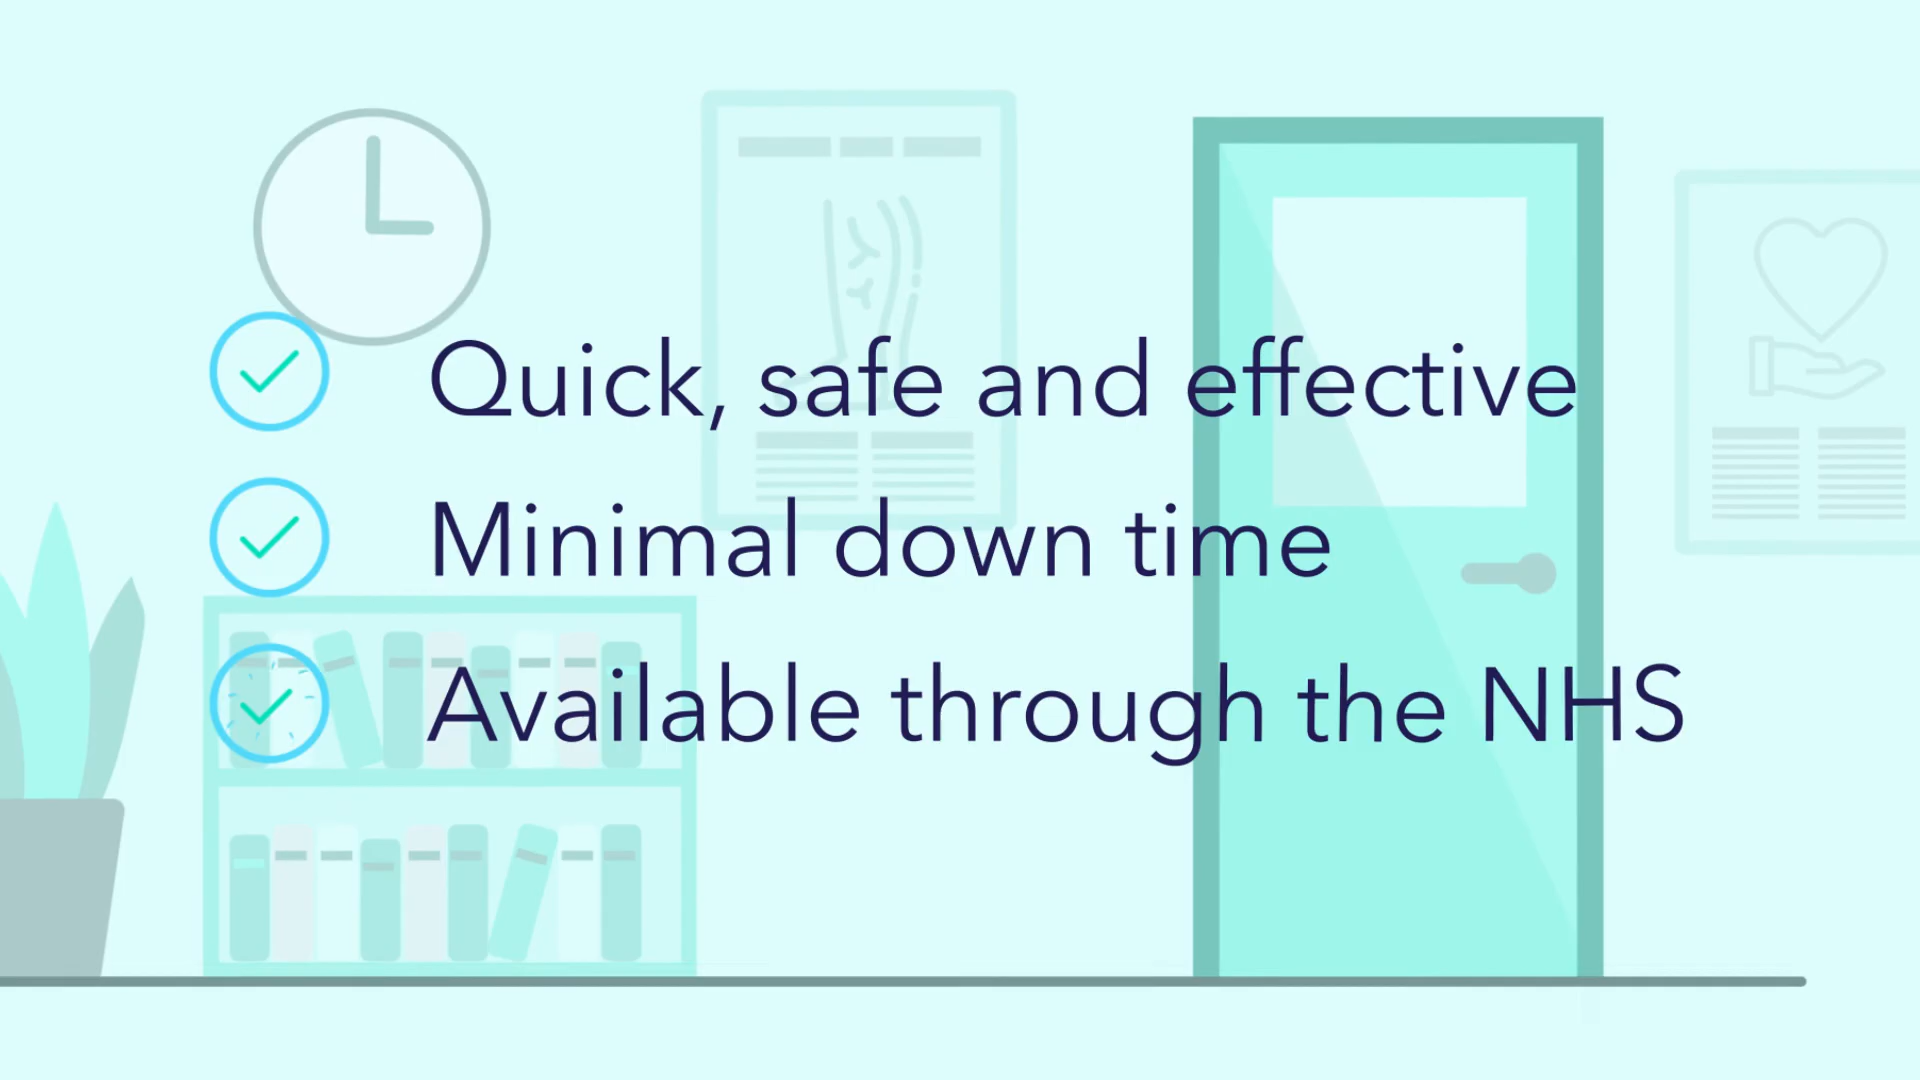 Quick, safe and effective
Minimal down time
Available through the NHS